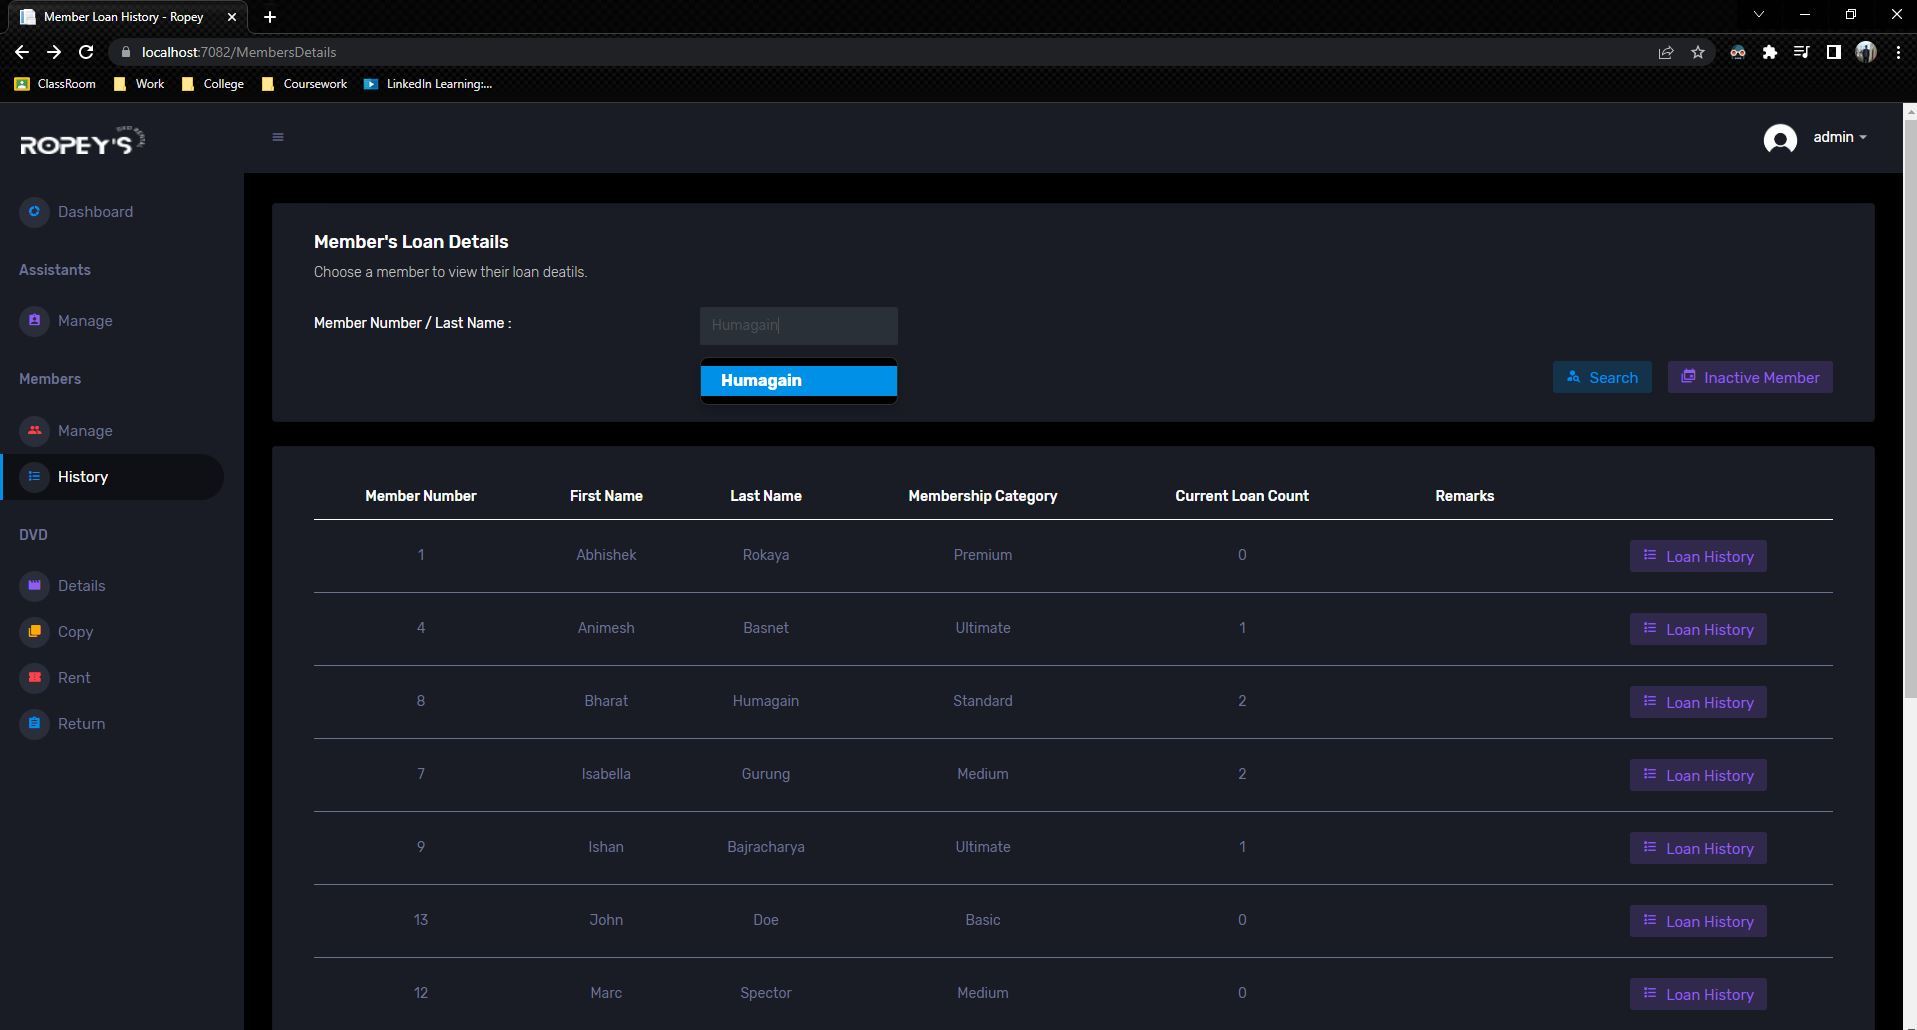 Member Loan History - Ropey
localhost:7082/MembersDetails
ClassRoom Work College Coursework LinkedIn Learning:...
ROPEY'S
admin
Dashboard
Assistants
Manage
Members
Manage
History
DVD
Details
Copy
Rent
Return
Member's Loan Details
Choose a member to view their loan deatils.
Member Number / Last Name :
Humagain
Humagain
Search Inactive Member
Member Number First Name Last Name Membership Category Current Loan Count Remarks
1 Abhishek Rokaya Premium 0 Loan History
4 Animesh Basnet Ultimate 1 Loan History
8 Bharat Humagain Standard 2 Loan History
7 Isabella Gurung Medium 2 Loan History
9 Ishan Bajracharya Ultimate 1 Loan History
13 John Doe Basic 0 Loan History
12 Marc Spector Medium 0 Loan History